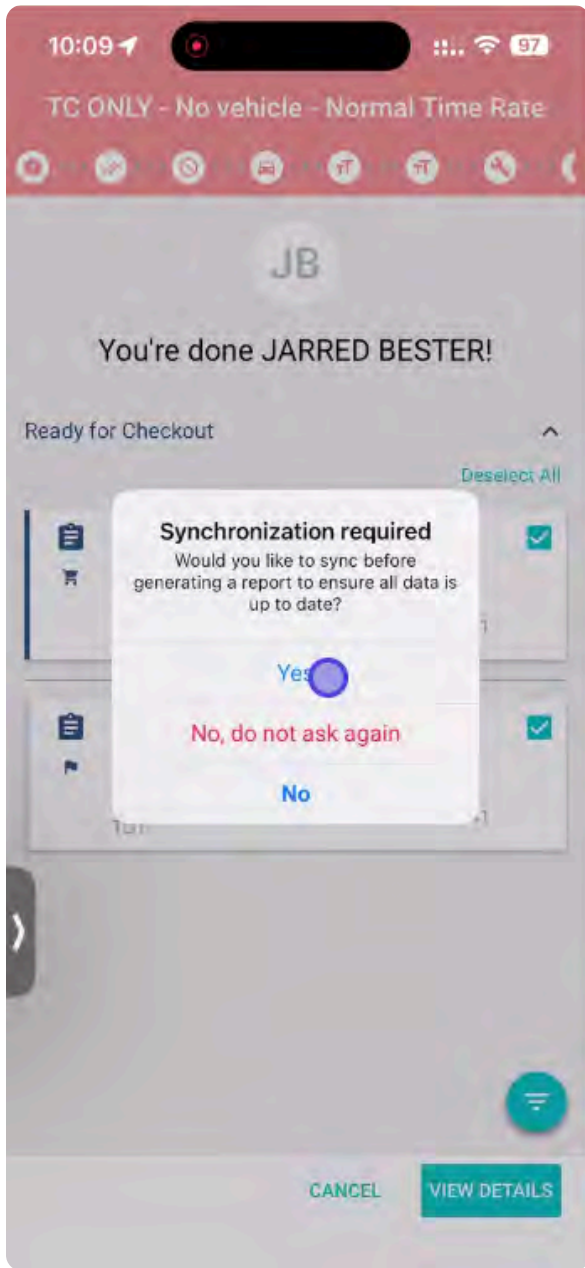 10:09
97
TC ONLY - No vehicle - Normal Time Rate
JB
You're done JARRED BESTER!
Ready for Checkout
Deselect All
Synchronization required
Would you like to sync before
generating a report to ensure all data is
up to date?
Yes
No, do not ask again
No
CANCEL
VIEW DETAILS